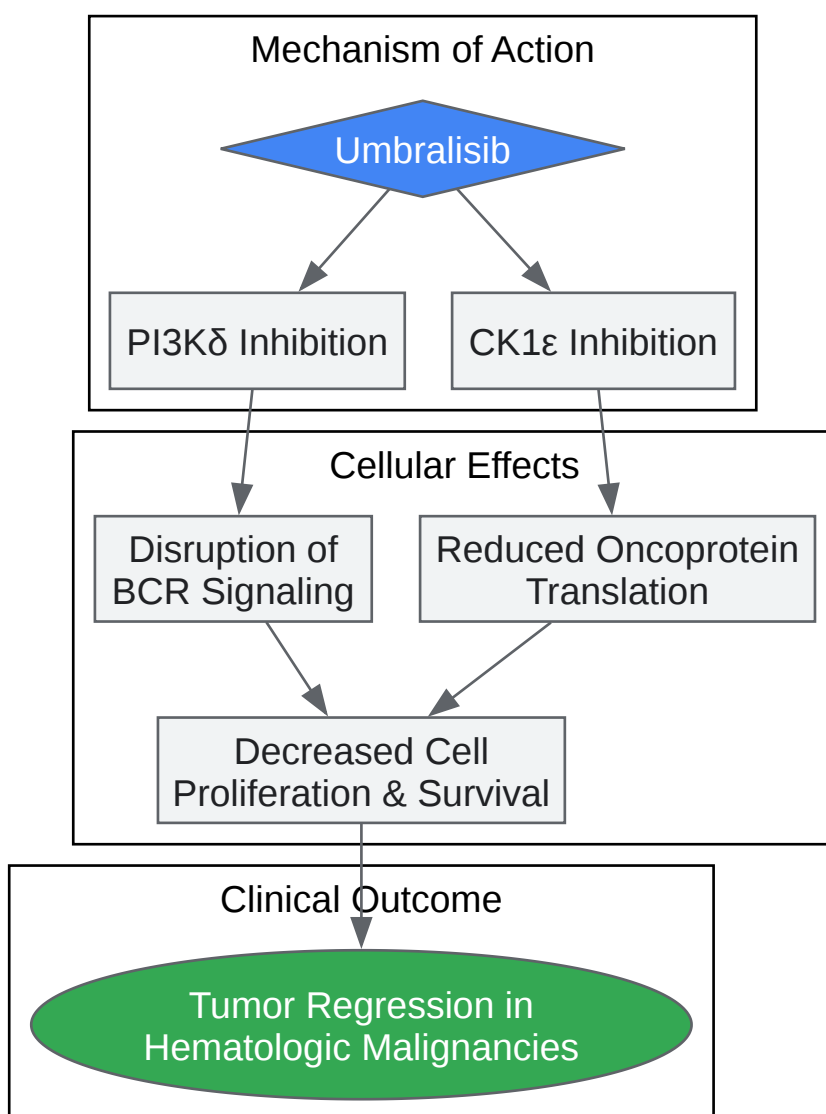 Mechanism of Action
Umbralisib
PI3Kδ Inhibition
CK1ε Inhibition
Cellular Effects
Disruption of
BCR Signaling
Reduced Oncoprotein
Translation
Decreased Cell
Proliferation & Survival
Clinical Outcome
Tumor Regression in
Hematologic Malignancies